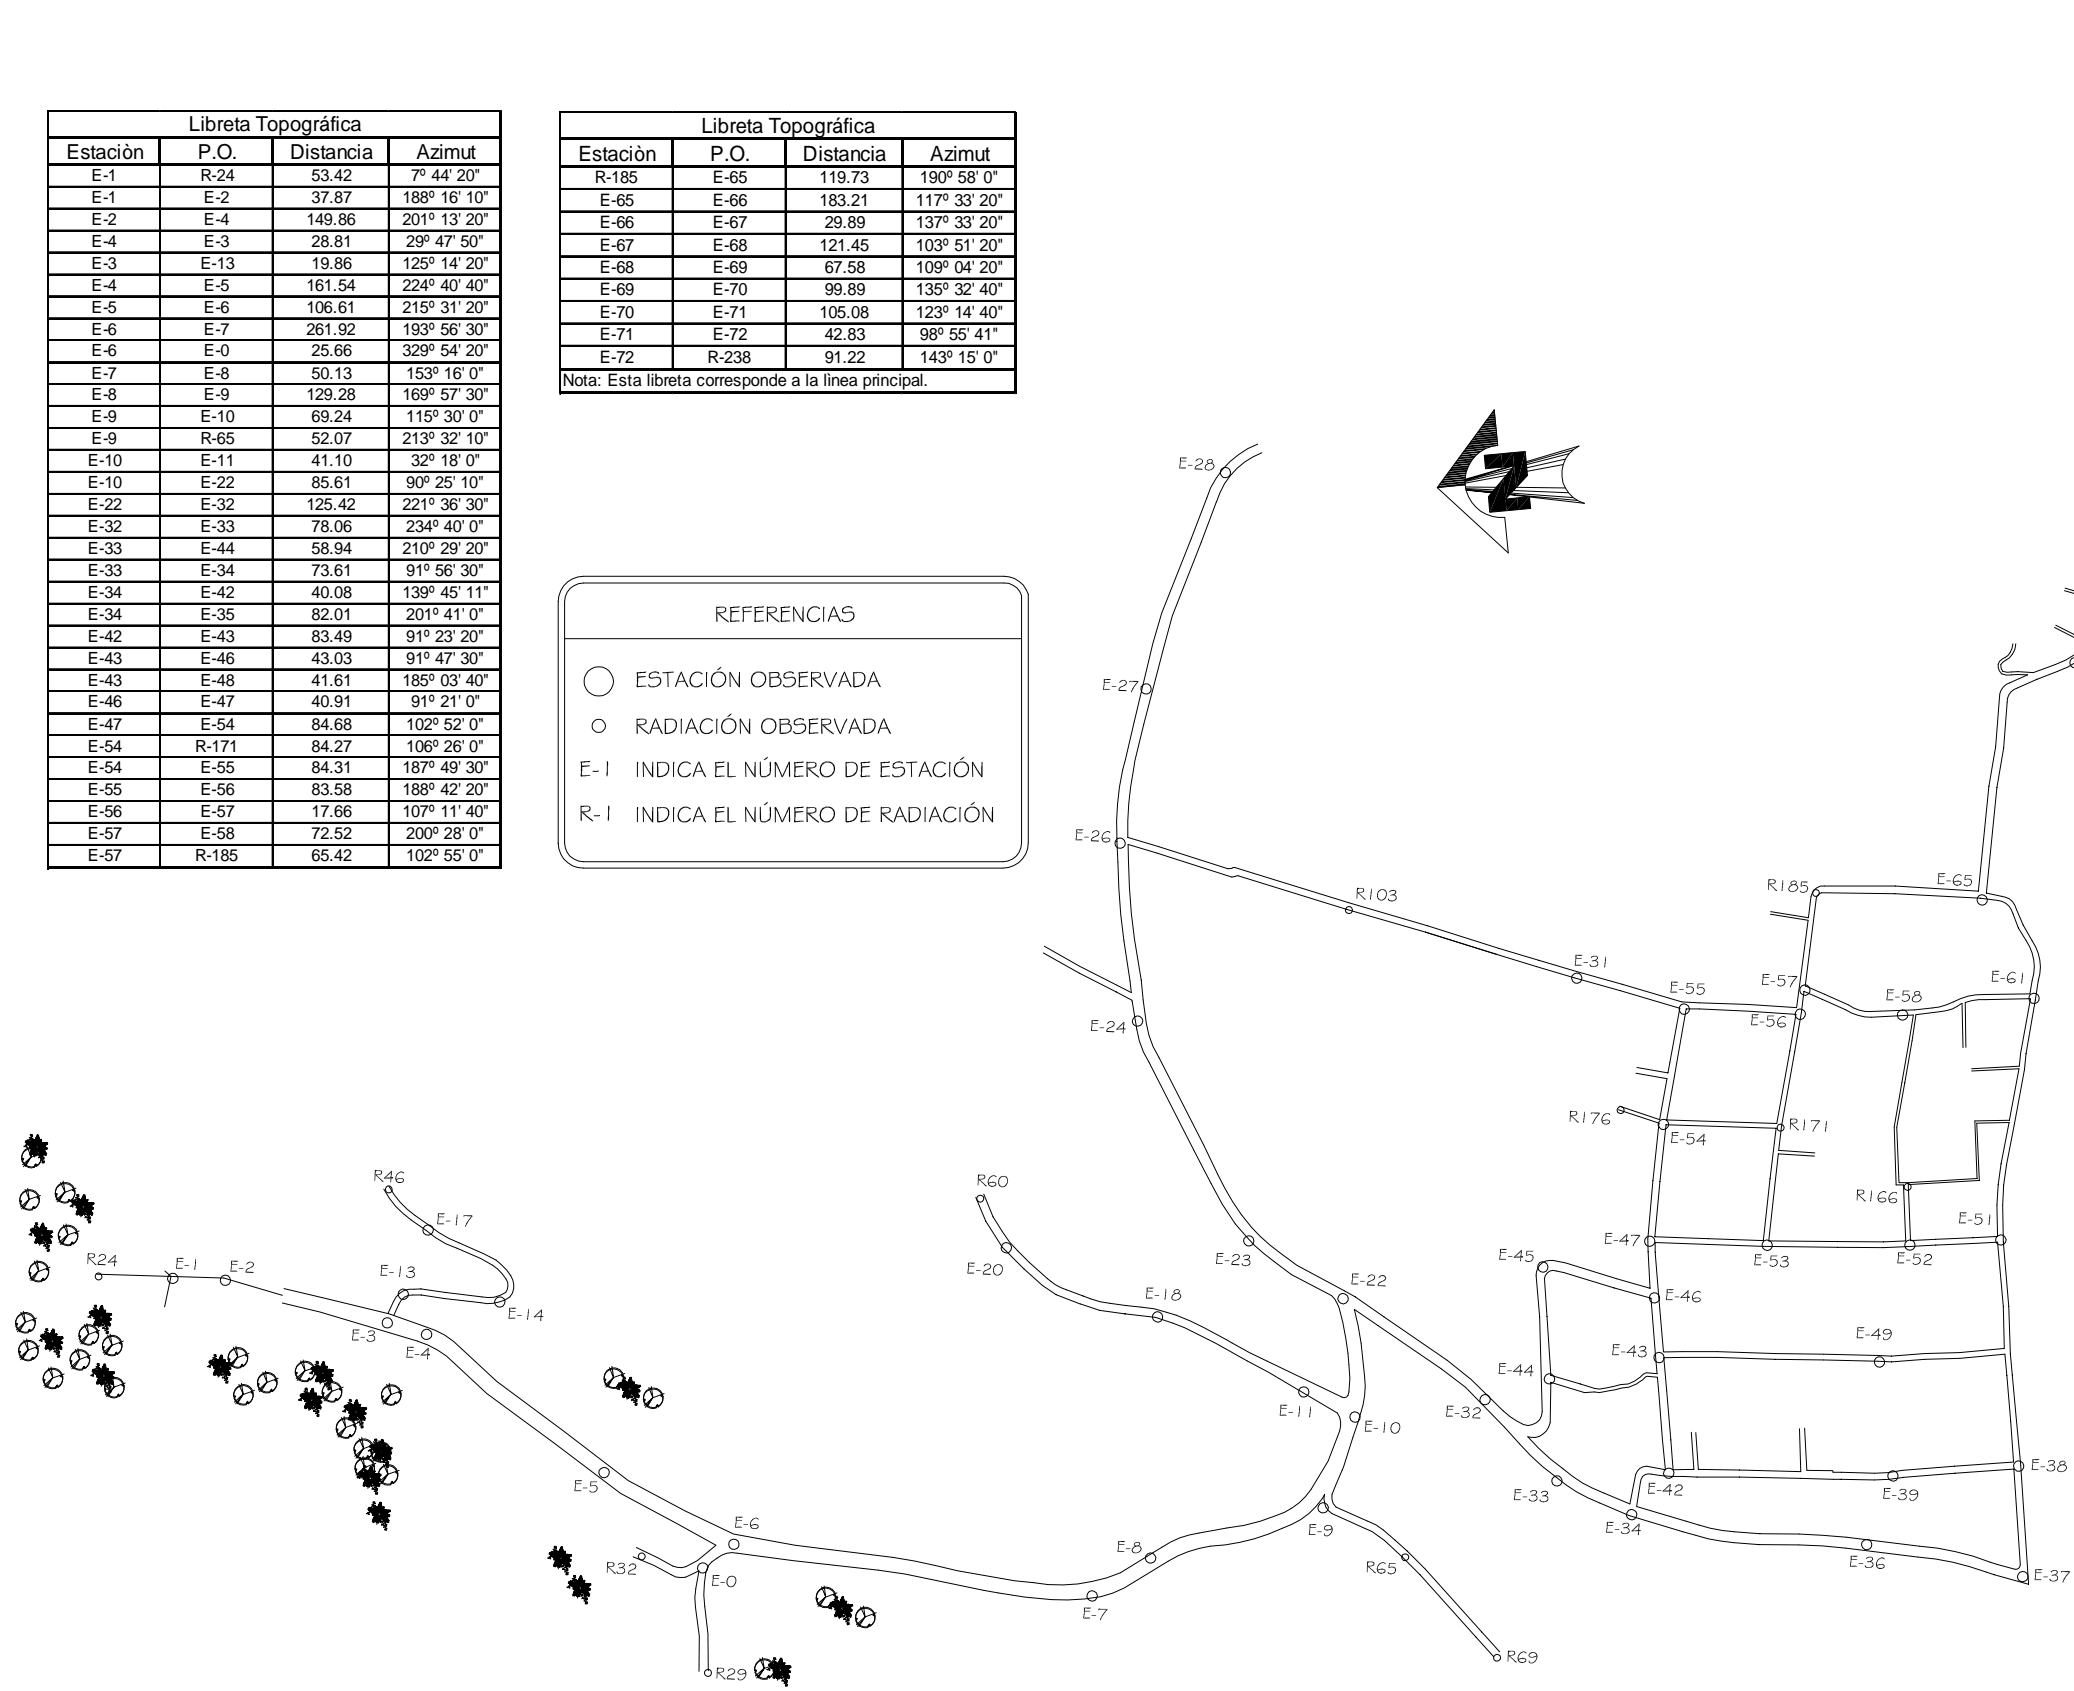 Libreta Topográfica
Estaciòn P.O. Distancia Azimut
E-1 R-24 53.42 7º 44' 20"
E-1 E-2 37.87 188º 16' 10"
E-2 E-4 149.86 201º 13' 20"
E-4 E-3 28.81 29º 47' 50"
E-3 E-13 19.86 125º 14' 20"
E-4 E-5 161.54 224º 40' 40"
E-5 E-6 106.61 215º 31' 20"
E-6 E-7 261.92 193º 56' 30"
E-6 E-0 25.66 329º 54' 20"
E-7 E-8 50.13 153º 16' 0"
E-8 E-9 129.28 169º 57' 30"
E-9 E-10 69.24 115º 30' 0"
E-9 R-65 52.07 213º 32' 10"
E-10 E-11 41.10 32º 18' 0"
E-10 E-22 85.61 90º 25' 10"
E-22 E-32 125.42 221º 36' 30"
E-32 E-33 78.06 234º 40' 0"
E-33 E-44 58.94 210º 29' 20"
E-33 E-34 73.61 91º 56' 30"
E-34 E-42 40.08 139º 45' 11"
E-34 E-35 82.01 201º 41' 0"
E-42 E-43 83.49 91º 23' 20"
E-43 E-46 43.03 91º 47' 30"
E-43 E-48 41.61 185º 03' 40"
E-46 E-47 40.91 91º 21' 0"
E-47 E-54 84.68 102º 52' 0"
E-54 R-171 84.27 106º 26' 0"
E-54 E-55 84.31 187º 49' 30"
E-55 E-56 83.58 188º 42' 20"
E-56 E-57 17.66 107º 11' 40"
E-57 E-58 72.52 200º 28' 0"
E-57 R-185 65.42 102º 55' 0"
Libreta Topográfica
Estaciòn P.O. Distancia Azimut
R-185 E-65 119.73 190º 58' 0"
E-65 E-66 183.21 117º 33' 20"
E-66 E-67 29.89 137º 33' 20"
E-67 E-68 121.45 103º 51' 20"
E-68 E-69 67.58 109º 04' 20"
E-69 E-70 99.89 135º 32' 40"
E-70 E-71 105.08 123º 14' 40"
E-71 E-72 42.83 98º 55' 41"
E-72 R-238 91.22 143º 15' 0"
Nota: Esta libreta corresponde a la lìnea principal.
N
REFERENCIAS
ESTACIÓN OBSERVADA
RADIACIÓN OBSERVADA
E-1 INDICA EL NÚMERO DE ESTACIÓN
R-1 INDICA EL NÚMERO DE RADIACIÓN
E-28
E-27
E-26
R103
R185
E-65
E-31
E-55
E-57
E-58
E-61
E-56
E-24
R176
E-54
R171
R46
E-17
R60
R166
E-51
E-23
E-47
E-45
E-53
E-52
R24
E-1
E-2
E-13
E-20
E-22
E-18
E-46
E-14
E-3
E-4
E-49
E-43
E-44
E-11
E-32
E-10
E-38
E-5
E-42
E-39
E-33
E-34
E-6
E-9
E-8
R32
E-0
R65
E-36
E-37
E-7
R69
R29